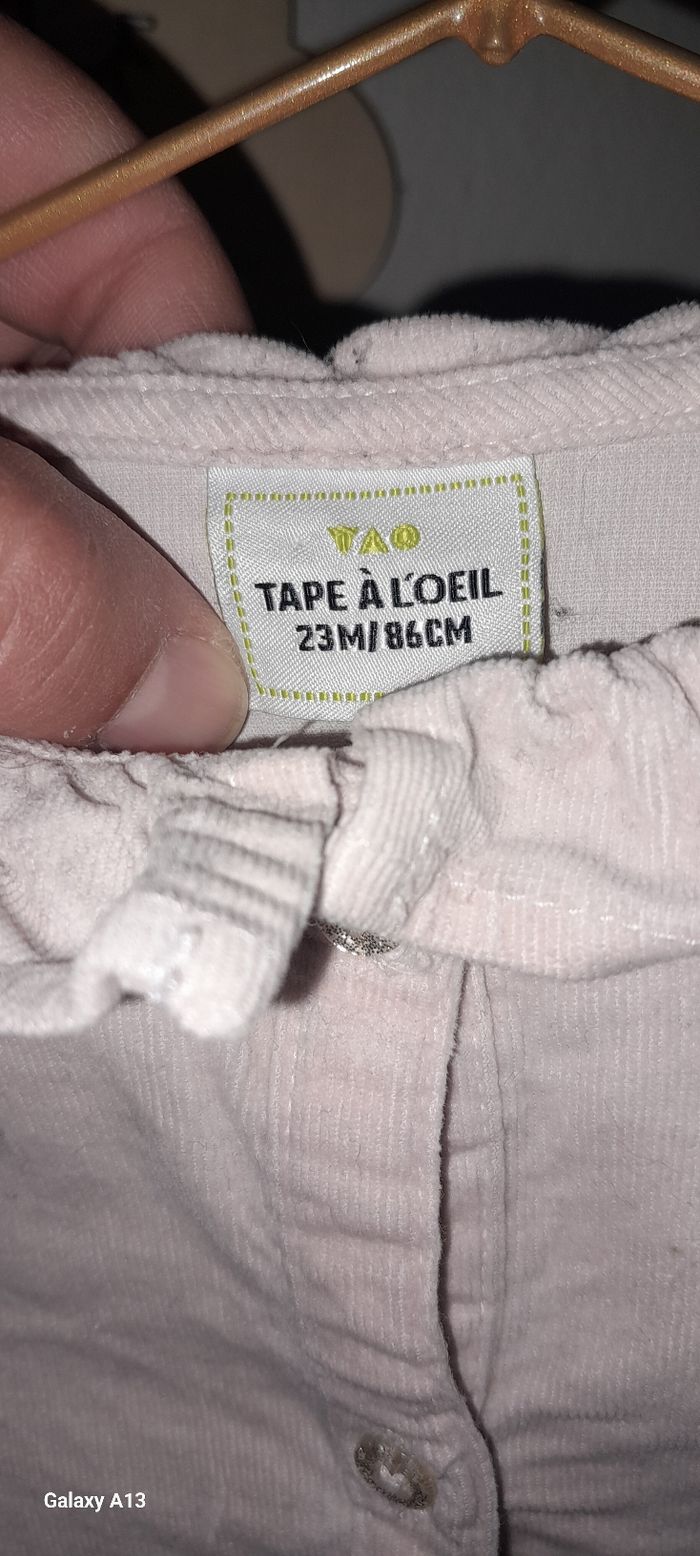 TAO
TAPE À L'OEIL
23M/86CM
Galaxy A13